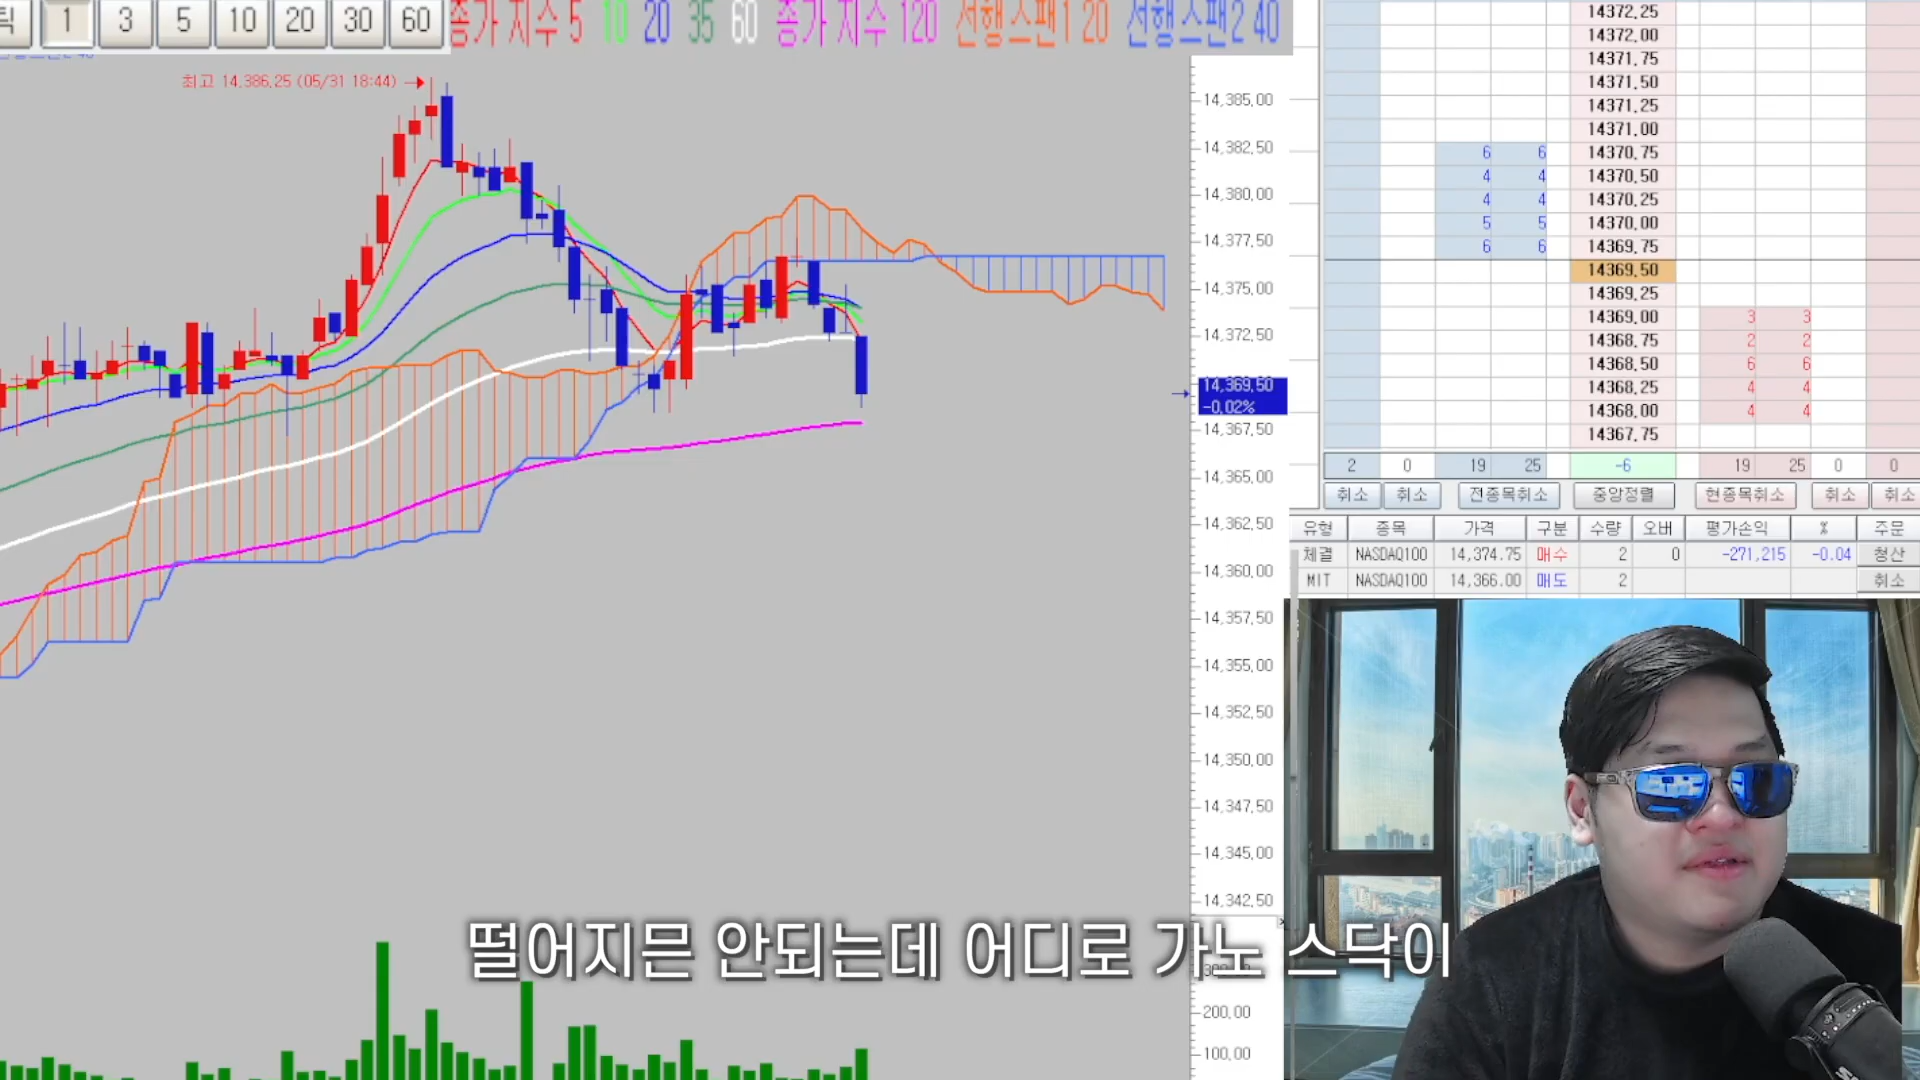 틱 1 3 5 10 20 30 60 종가 지수 5 10 20 35 60 종가 지수 120 선행스팬1 20 선행스팬2 40
최고 14,386.25 (05/31 18:44)
14,385.00
14,382.50
14,380.00
14,377.50
14,375.00
14,372.50
14,369.50
-0.02%
14,367.50
14,365.00
14,362.50
14,360.00
14,357.50
14,355.00
14,352.50
14,350.00
14,347.50
14,345.00
14,342.50
200.00
100.00
14372.25
14372.00
14371.75
14371.50
14371.25
14371.00
6 6 14370.75
4 4 14370.50
4 4 14370.25
5 5 14370.00
6 6 14369.75
14369.50
14369.25
14369.00 3 3
14368.75 2 2
14368.50 6 6
14368.25 4 4
14368.00 4 4
14367.75
2 0 19 25 -6 19 25 0 0
취소 취소 전종목취소 중앙정렬 현종목취소 취소 취소
유형 종목 가격 구분 수량 오버 평가손익 % 주문
체결 NASDAQ100 14,374.75 매수 2 0 -271,215 -0.04 청산
MIT NASDAQ100 14,366.00 매도 2 취소
떨어지믄 안되는데 어디로 가노 스닥이